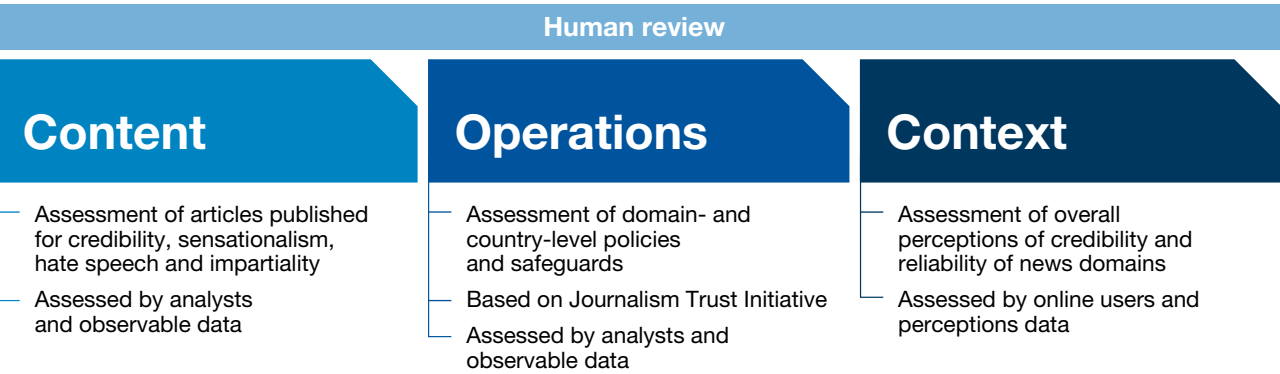 Human review
Content
Assessment of articles published
for credibility, sensationalism,
hate speech and impartiality
Assessed by analysts
and observable data
Operations
Assessment of domain- and
country-level policies
and safeguards
Based on Journalism Trust Initiative
Assessed by analysts and
observable data
Context
Assessment of overall
perceptions of credibility and
reliability of news domains
Assessed by online users and
perceptions data